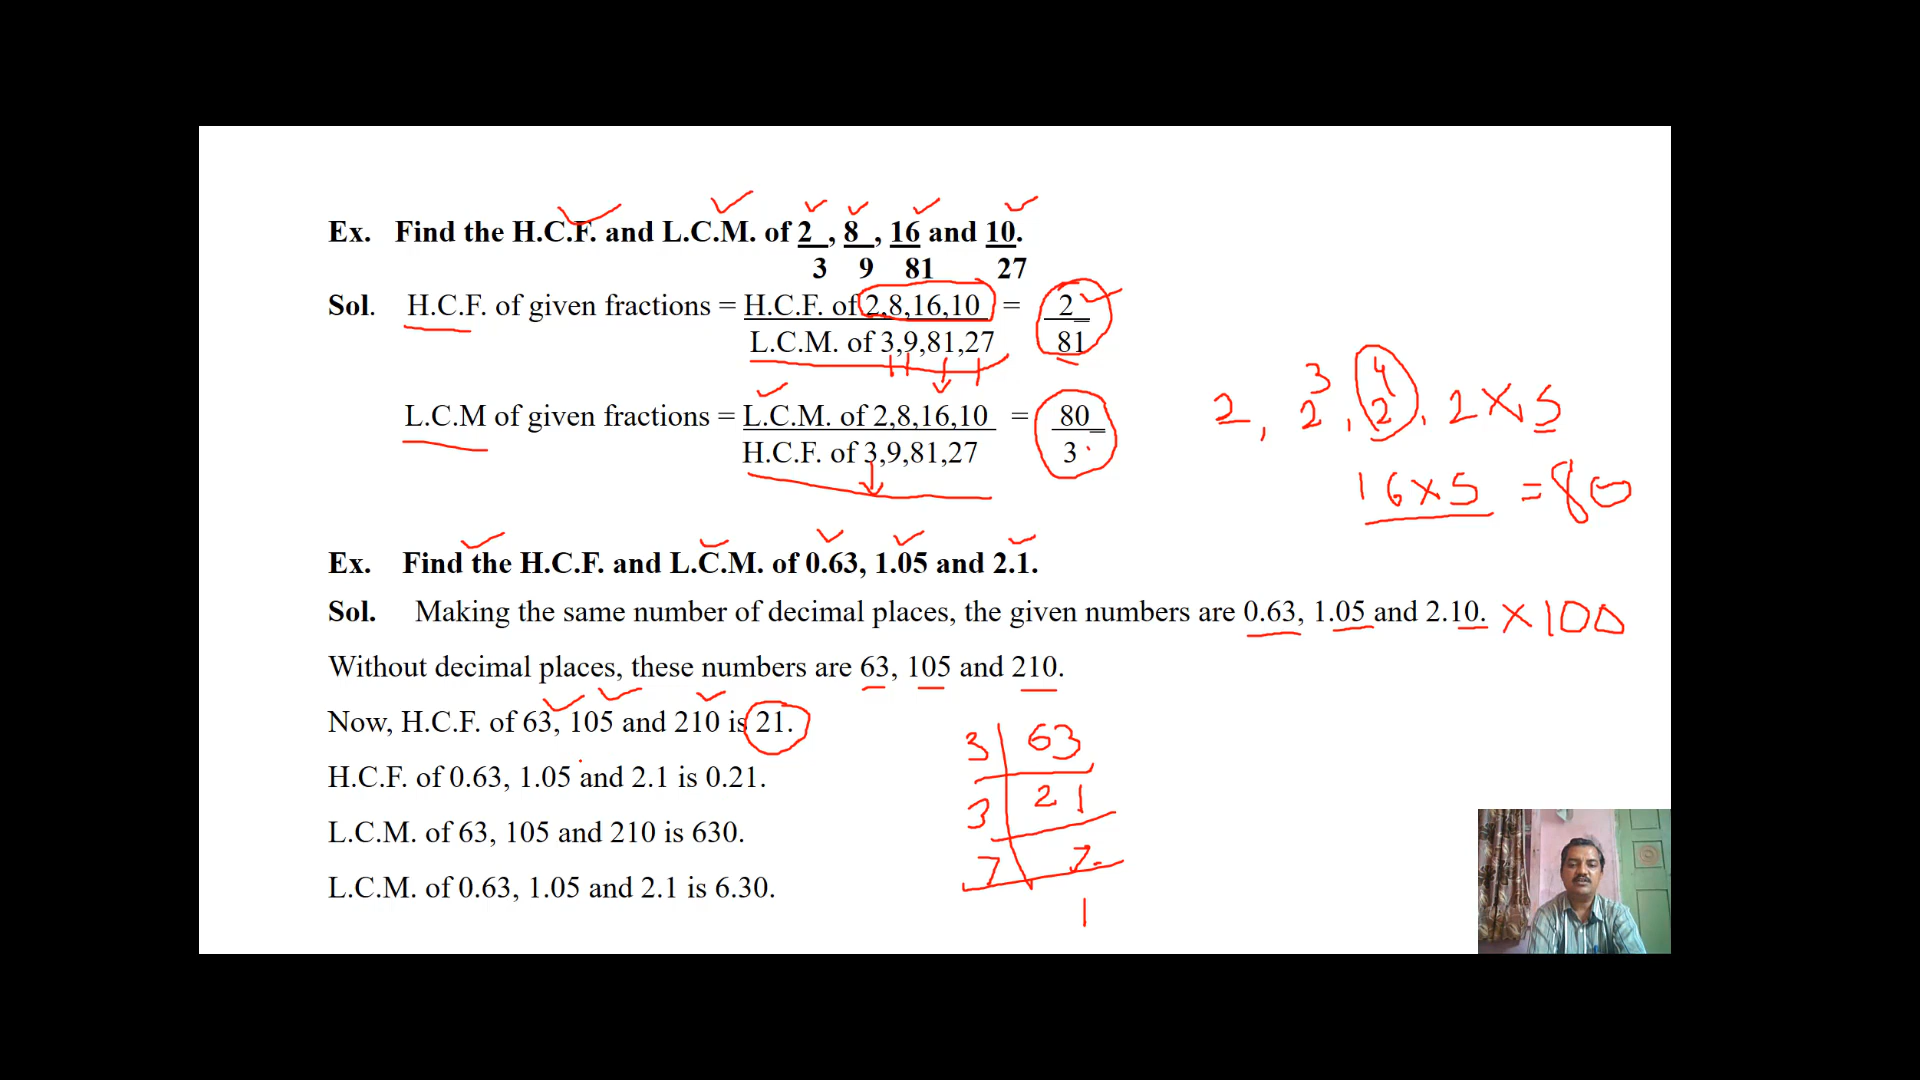 Ex. Find the H.C.F. and L.C.M. of 2 , 8 , 16 and 10.
3 9 81 27
Sol. H.C.F. of given fractions = H.C.F. of 2,8,16,10 = 2
L.C.M. of 3,9,81,27 81
L.C.M of given fractions = L.C.M. of 2,8,16,10 = 80
H.C.F. of 3,9,81,27 3
2, 2³, 2⁴, 2×5
16×5 = 80
Ex. Find the H.C.F. and L.C.M. of 0.63, 1.05 and 2.1.
Sol. Making the same number of decimal places, the given numbers are 0.63, 1.05 and 2.10. ×100
Without decimal places, these numbers are 63, 105 and 210.
Now, H.C.F. of 63, 105 and 210 is 21.
H.C.F. of 0.63, 1.05 and 2.1 is 0.21.
L.C.M. of 63, 105 and 210 is 630.
L.C.M. of 0.63, 1.05 and 2.1 is 6.30.
3 63
3 21
7 7
1